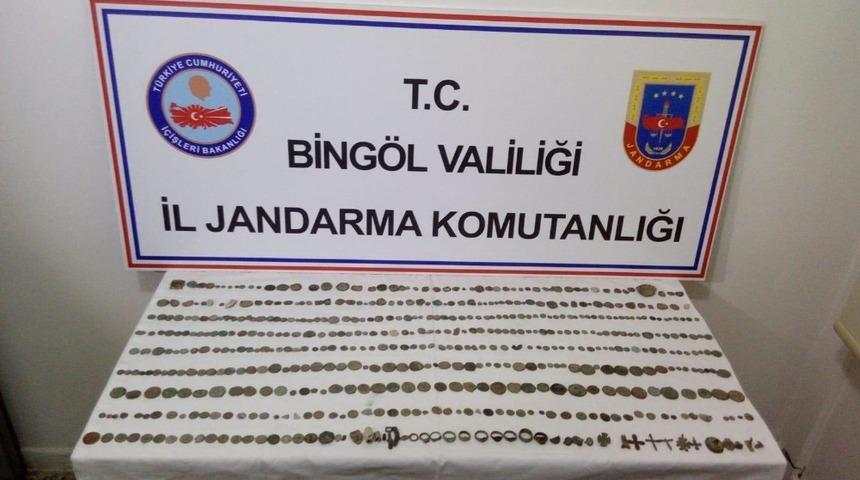 TÜRKİYE CUMHURİYETİ
İÇİŞLERİ BAKANLIĞI
T.C.
BİNGÖL VALİLİĞİ
İL JANDARMA KOMUTANLIĞI
JANDARMA